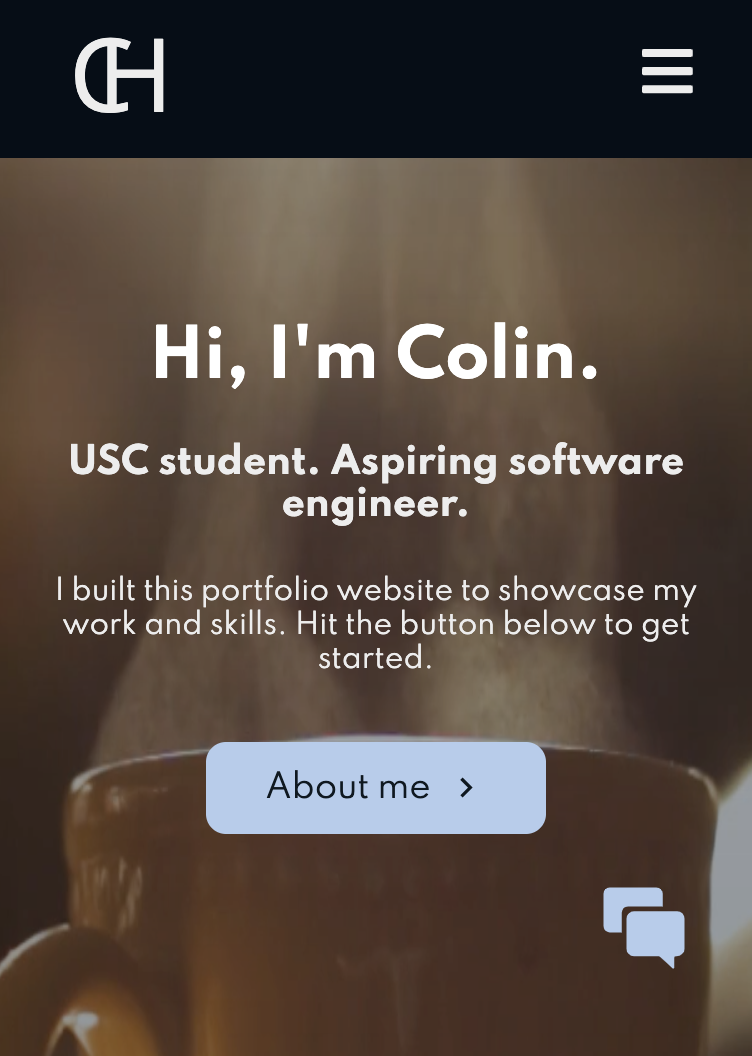 CH
Hi, I'm Colin.
USC student. Aspiring software
engineer.
I built this portfolio website to showcase my
work and skills. Hit the button below to get
started.
About me